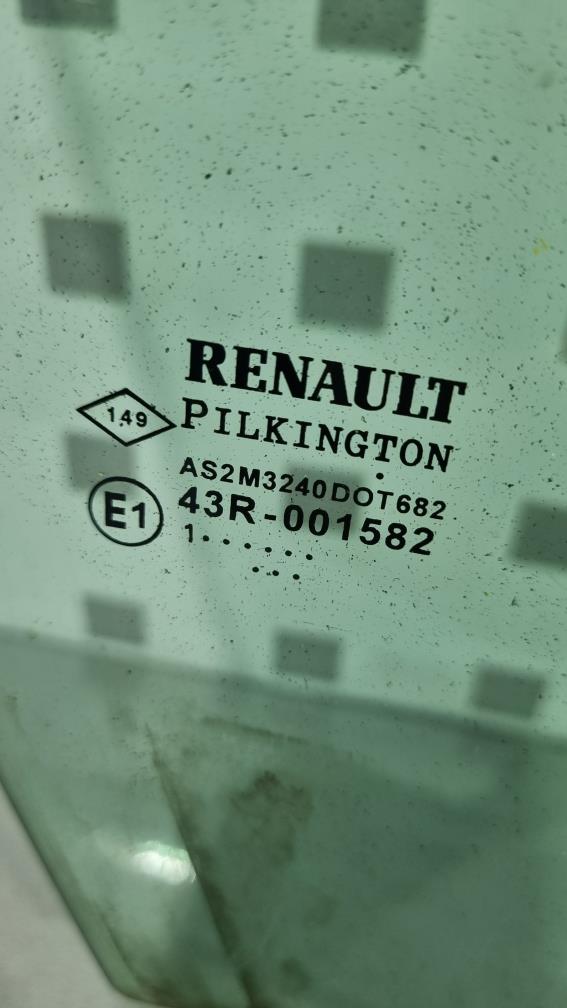 RENAULT
149
PILKINGTON
AS2M3240DOT682
E1
43R-001582
1.. . . . .
. . . .